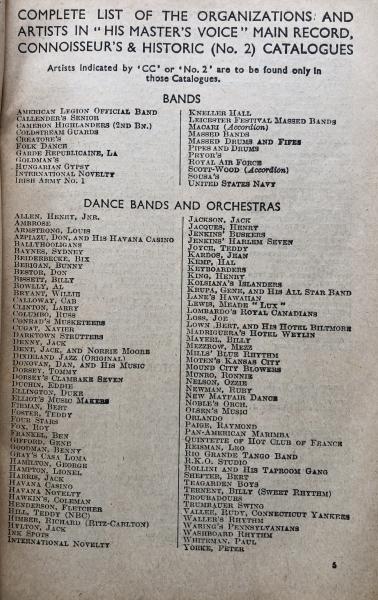 COMPLETE LIST OF THE ORGANIZATIONS AND
ARTISTS IN "HIS MASTER'S VOICE" MAIN RECORD,
CONNOISSEUR'S & HISTORIC (No. 2) CATALOGUES
Artists indicated by 'CC' or 'No. 2' are to be found only in
those Catalogues.
BANDS
AMERICAN LEGION OFFICIAL BAND
CALLENDER'S SENIOR
CAMERON HIGHLANDERS (2ND BN.)
COLDSTREAM GUARDS
CREATORE'S
FOLK DANCE
GARDE REPUBLICAINE, LA
GOLDMAN'S
HUNGARIAN GYPSY
INTERNATIONAL NOVELTY
IRISH ARMY NO. 1
KNELLER HALL
LEICESTER FESTIVAL MASSED BANDS
MACARI (Accordion)
MASSED BANDS
MASSED DRUMS AND FIFES
PIPES AND DRUMS
PRYOR'S
ROYAL AIR FORCE
SCOTT-WOOD (Accordion)
SOUSA'S
UNITED STATES NAVY
DANCE BANDS AND ORCHESTRAS
ALLEN, HENRY, JNR.
AMBROSE
ARMSTRONG, LOUIS
AZPIAZU, DON, AND HIS HAVANA CASINO
BALLYHOOLIGANS
BAYNES, SYDNEY
BEIDERBECKE, BIX
BERIGAN, BUNNY
BESTOR, DON
BISSETT, BILLY
BOWLLY, AL
BRYANT, WILLIE
CALLOWAY, CAB
CLINTON, LARRY
COLUMBO, RUSS
CONRAD'S MUSKETEERS
CUGAT, XAVIER
DARKTOWN STRUTTERS
DENNY, JACK
DENT, JACK, AND NORRIE MOORE
DIXIELAND JAZZ (ORIGINAL)
DONOVAN, DAN, AND HIS MUSIC
DORSEY, TOMMY
DORSEY'S CLAMBAKE SEVEN
DUCHIN, EDDIE
ELLINGTON, DUKE
ELLIOT'S MUSIC MAKERS
FIRMAN, BERT
FOSTER, TEDDY
FOUR STARS
FOX, ROY
FRANKEL, BEN
GIFFORD, GENE
GOODMAN, BENNY
GRAY'S CASA LOMA
HAMILTON, GEORGE
HAMPTON, LIONEL
HARRIS, JACK
HAVANA CASINO
HAVANA NOVELTY
HAWKIN'S, COLEMAN
HENDERSON, FLETCHER
HILL, TEDDY (NBC)
HIMBER, RICHARD (RITZ-CARLTON)
HYLTON, JACK
INK SPOTS
INTERNATIONAL NOVELTY
JACKSON, JACK
JACQUES, HENRY
JENKINS' BUSKERS
JENKINS' HARLEM SEVEN
JOYCE, TEDDY
KARDOS, JEAN
KEMP, HAL
KEYBOARDERS
KING, HENRY
KOLSIANA'S ISLANDERS
KRUPA, GENE, AND HIS ALL STAR BAND
LANE'S HAWAIIAN
LEWIS, MEADE "LUX"
LOMBARDO'S ROYAL CANADIANS
LOSS, JOE
LOWN, BERT, AND HIS HOTEL BILTMORE
MADRIGUERA'S HOTEL WEYLIN
MAYERL, BILLY
MEZZROW, MEZZ
MILLS' BLUE RHYTHM
MOTEN'S KANSAS CITY
MOUND CITY BLOWERS
MUNRO, RONNIE
NELSON, OZZIE
NEWMAN, RUBY
NEW MAYFAIR DANCE
NOBLE'S ORCH.
OLSEN'S MUSIC
ORLANDO
PAIGE, RAYMOND
PAN-AMERICAN MARIMBA
QUINTETTE OF HOT CLUB OF FRANCE
REISMAN, LEO
RIO GRANDE TANGO BAND
R.K.O. STUDIO
ROLLINI AND HIS TAPROOM GANG
SHEFTER, BERT
TEAGARDEN BOYS
TERNENT, BILLY (SWEET RHYTHM)
TROUBADOURS
TRUMBAUER SWING
VALLEE, RUDY, CONNECTICUT YANKEES
WALLER'S RHYTHM
WARING'S PENNSYLVANIANS
WASHBOARD RHYTHM
WHITEMAN, PAUL
YORKE, PETER
5